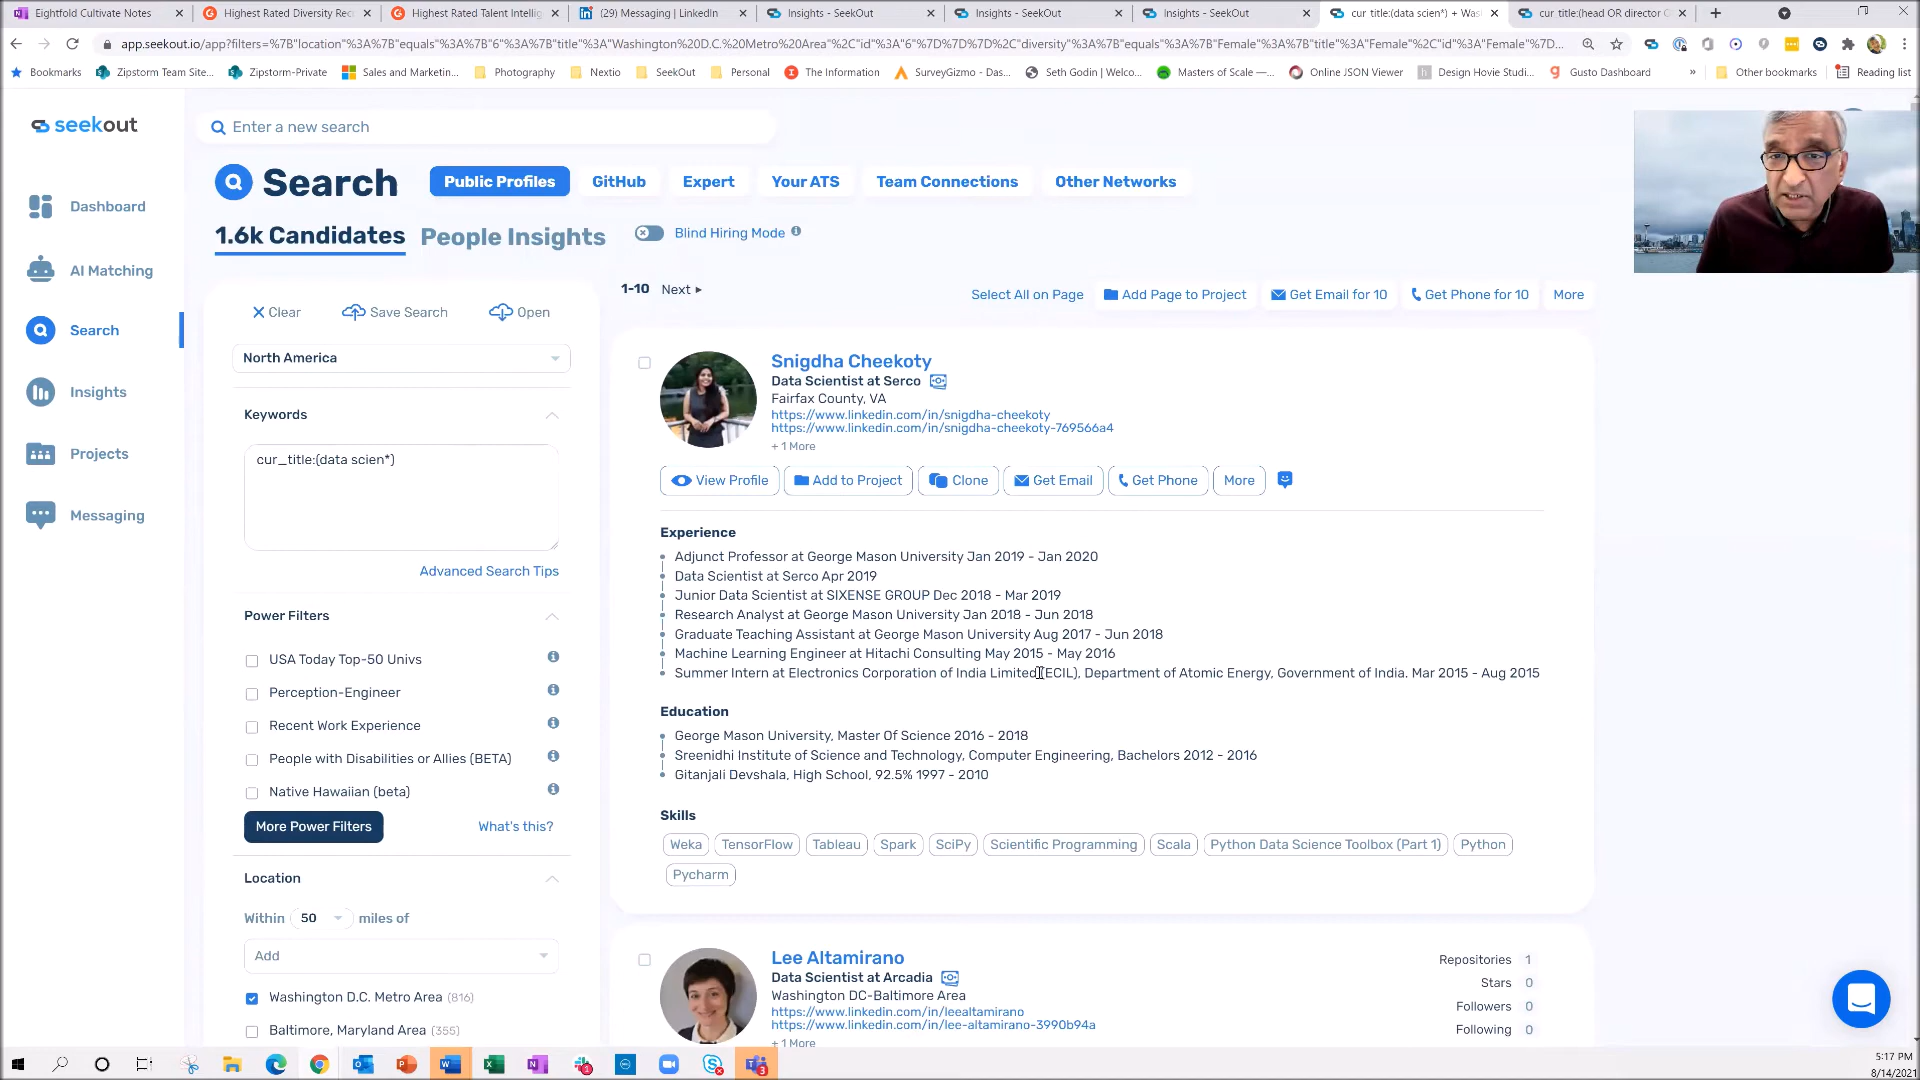 Eightfold Cultivate Notes
Highest Rated Diversity Rec
Highest Rated Talent Intellig
(29) Messaging | LinkedIn
Insights - SeekOut
Insights - SeekOut
Insights - SeekOut
cur_title:(data scien*) + Was
cur_title:(head OR director O
app.seekout.io/app?filters=%7B"location"%3A%7B"equals"%3A%7B"6"%3A%7B"title"%3A"Washington%20D.C.%20Metro%20Area"%2C"id"%3A"6"%7D%7D%7D%2C"diversity"%3A%7B"equals"%3A%7B"Female"%3A%7B"title"%3A"Female"%2C"id"%3A"Female"%7D...
Bookmarks
Zipstorm Team Site...
Zipstorm-Private
Sales and Marketin...
Photography
Nextio
SeekOut
Personal
The Information
SurveyGizmo - Das...
Seth Godin | Welco...
Masters of Scale —...
Online JSON Viewer
Design Hovie Studi...
Gusto Dashboard
»
Other bookmarks
Reading list
seekout
Enter a new search
Search
Public Profiles
GitHub
Expert
Your ATS
Team Connections
Other Networks
Dashboard
AI Matching
Search
Insights
Projects
Messaging
1.6k Candidates
People Insights
Blind Hiring Mode
Clear
Save Search
Open
North America
Keywords
cur_title:(data scien*)
Advanced Search Tips
Power Filters
USA Today Top-50 Univs
Perception-Engineer
Recent Work Experience
People with Disabilities or Allies (BETA)
Native Hawaiian (beta)
More Power Filters
What's this?
Location
Within 50 miles of
Add
Washington D.C. Metro Area (816)
Baltimore, Maryland Area (355)
1-10 Next
Select All on Page
Add Page to Project
Get Email for 10
Get Phone for 10
More
Snigdha Cheekoty
Data Scientist at Serco
Fairfax County, VA
https://www.linkedin.com/in/snigdha-cheekoty
https://www.linkedin.com/in/snigdha-cheekoty-769566a4
+ 1 More
View Profile
Add to Project
Clone
Get Email
Get Phone
More
Experience
Adjunct Professor at George Mason University Jan 2019 - Jan 2020
Data Scientist at Serco Apr 2019
Junior Data Scientist at SIXENSE GROUP Dec 2018 - Mar 2019
Research Analyst at George Mason University Jan 2018 - Jun 2018
Graduate Teaching Assistant at George Mason University Aug 2017 - Jun 2018
Machine Learning Engineer at Hitachi Consulting May 2015 - May 2016
Summer Intern at Electronics Corporation of India Limited(ECIL), Department of Atomic Energy, Government of India. Mar 2015 - Aug 2015
Education
George Mason University, Master Of Science 2016 - 2018
Sreenidhi Institute of Science and Technology, Computer Engineering, Bachelors 2012 - 2016
Gitanjali Devshala, High School, 92.5% 1997 - 2010
Skills
Weka
TensorFlow
Tableau
Spark
SciPy
Scientific Programming
Scala
Python Data Science Toolbox (Part 1)
Python
Pycharm
Lee Altamirano
Data Scientist at Arcadia
Washington DC-Baltimore Area
https://www.linkedin.com/in/leealtamirano
https://www.linkedin.com/in/lee-altamirano-3990b94a
+ 1 More
Repositories 1
Stars 0
Followers 0
Following 0
5:17 PM
8/14/2021